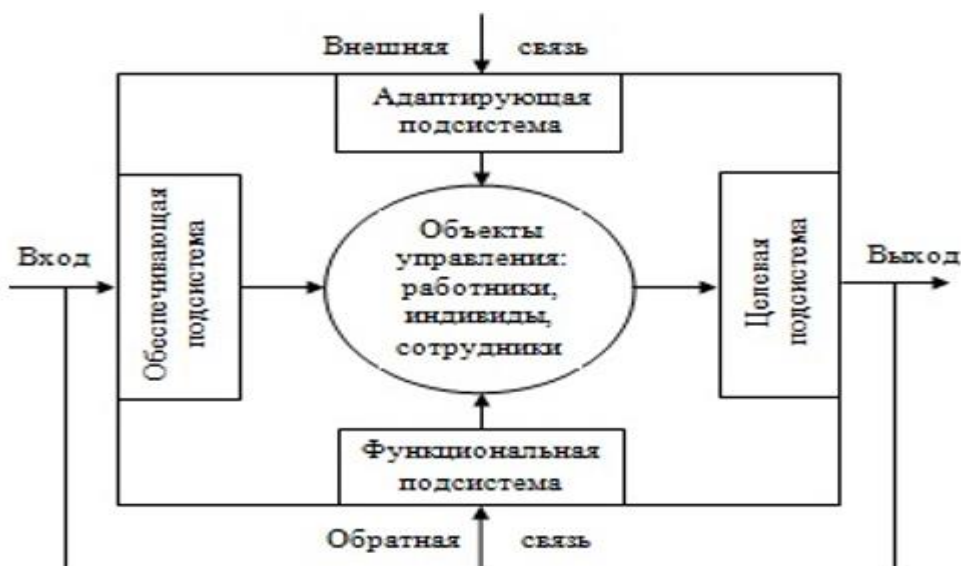 Внешняя связь
Адаптирующая
подсистема
Вход
Обеспечивающая
подсистема
Объекты
управления:
работники,
индивиды,
сотрудники
Целевая
подсистема
Выход
Функциональная
подсистема
Обратная связь